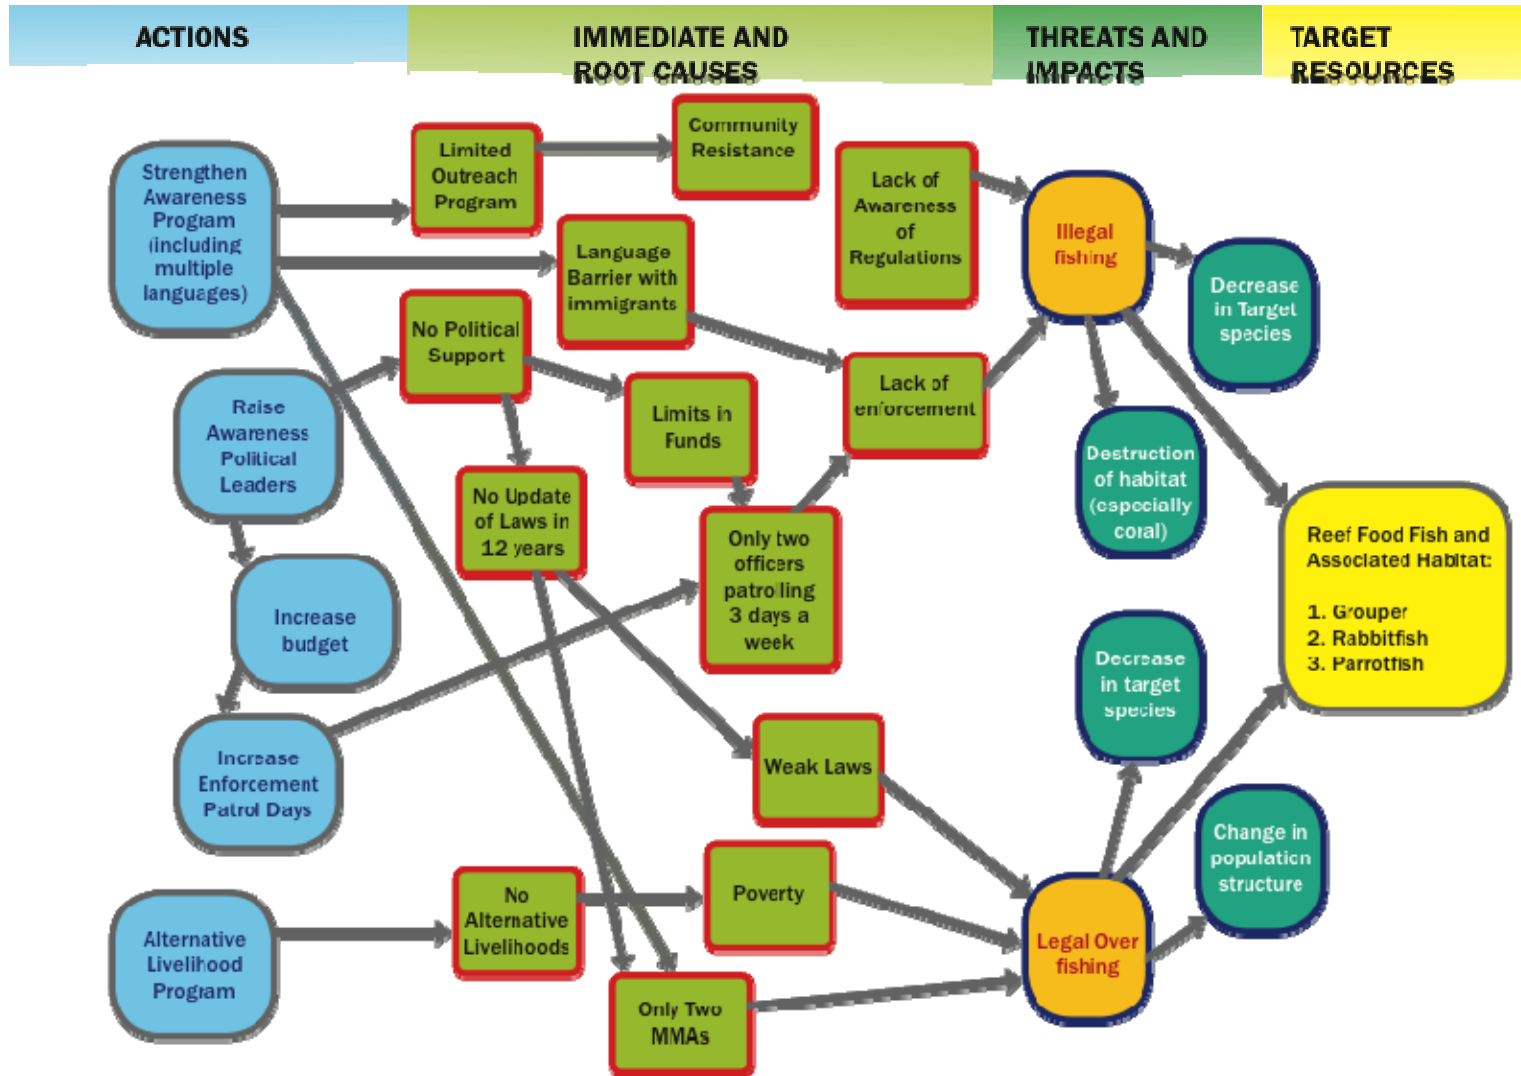 ACTIONS
IMMEDIATE AND
ROOT CAUSES
THREATS AND
IMPACTS
TARGET
RESOURCES
Strengthen
Awareness
Program
(including
multiple
languages)
Raise
Awareness
Political
Leaders
Increase
budget
Increase
Enforcement
Patrol Days
Alternative
Livelihood
Program
Limited
Outreach
Program
Community
Resistance
Language
Barrier with
immigrants
No Political
Support
Limits in
Funds
No Update
of Laws in
12 years
Only two
officers
patrolling
3 days a
week
Lack of
Awareness
of
Regulations
Lack of
enforcement
Weak Laws
No
Alternative
Livelihoods
Poverty
Only Two
MMAs
Illegal
fishing
Decrease
in Target
species
Destruction
of habitat
(especially
coral)
Decrease
in target
species
Change in
population
structure
Legal Over
fishing
Reef Food Fish and
Associated Habitat:
1. Grouper
2. Rabbitfish
3. Parrotfish